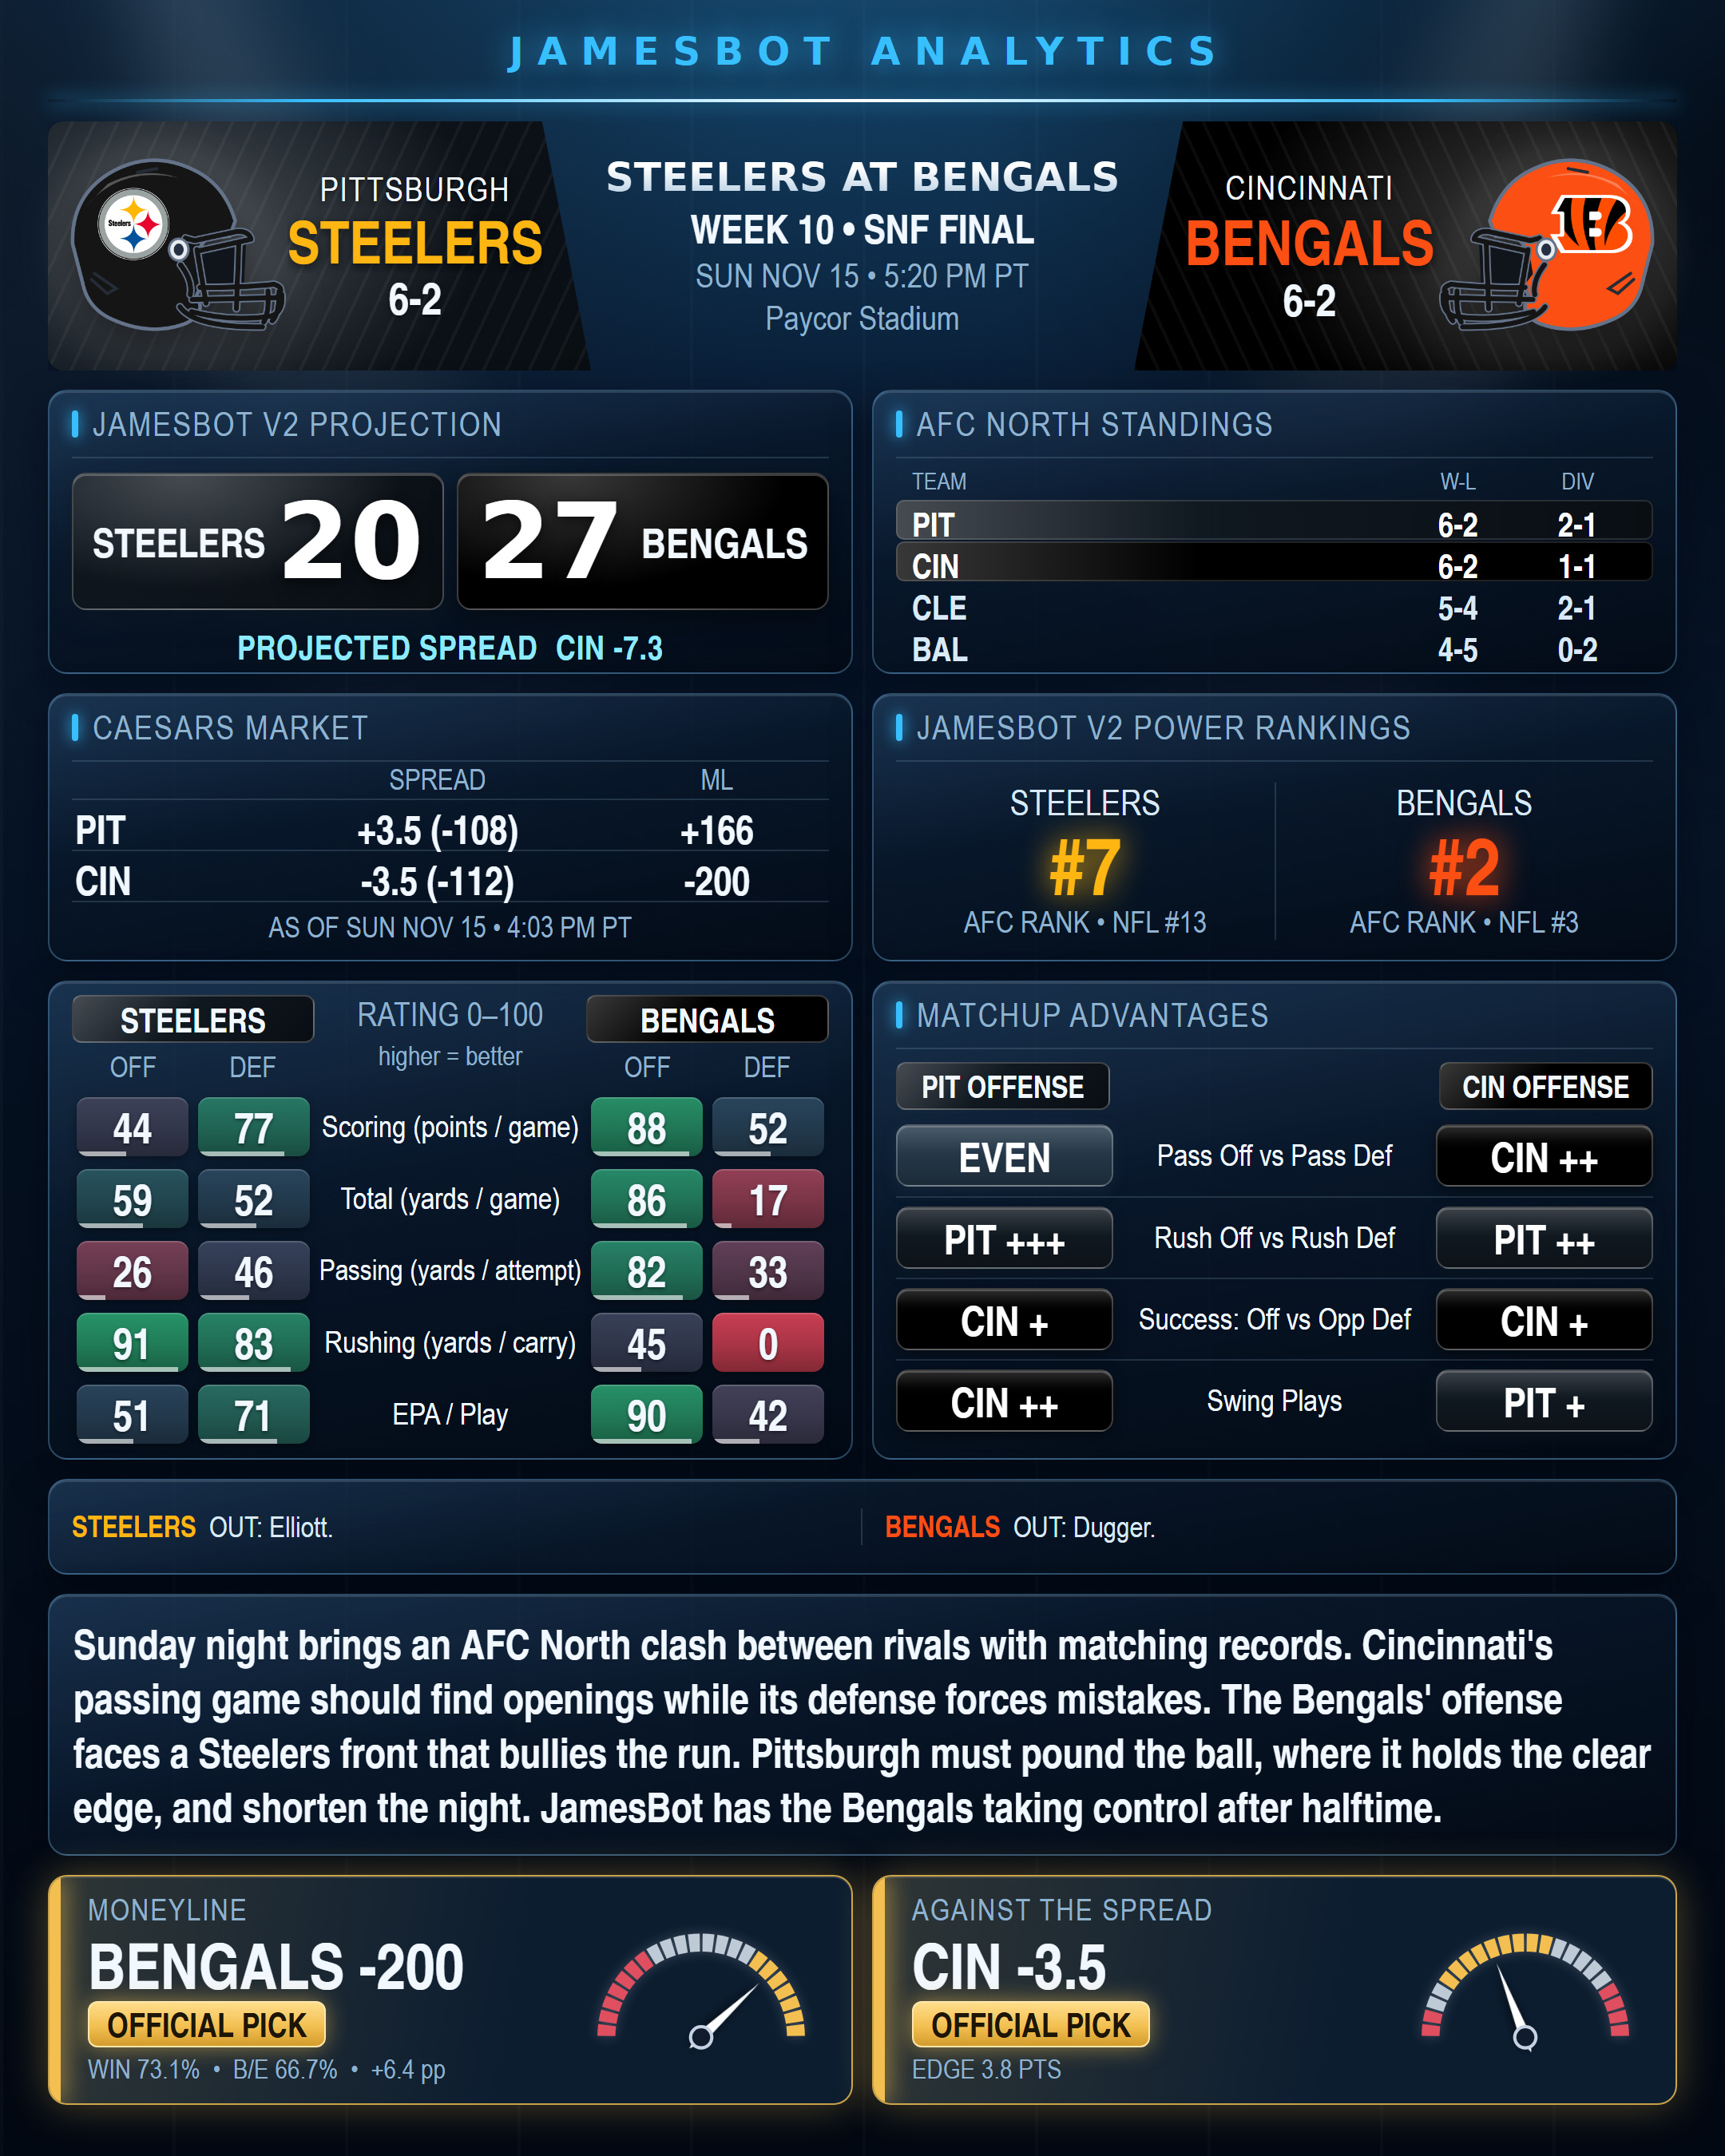 JAMESBOT ANALYTICS
Steelers
PITTSBURGH
STEELERS
6-2
STEELERS AT BENGALS
WEEK 10 • SNF FINAL
SUN NOV 15 • 5:20 PM PT
Paycor Stadium
CINCINNATI
BENGALS
6-2
B
JAMESBOT V2 PROJECTION
STEELERS 20
27 BENGALS
PROJECTED SPREAD CIN -7.3
AFC NORTH STANDINGS
TEAM W-L DIV
PIT 6-2 2-1
CIN 6-2 1-1
CLE 5-4 2-1
BAL 4-5 0-2
CAESARS MARKET
SPREAD ML
PIT +3.5 (-108) +166
CIN -3.5 (-112) -200
AS OF SUN NOV 15 • 4:03 PM PT
JAMESBOT V2 POWER RANKINGS
STEELERS
#7
AFC RANK • NFL #13
BENGALS
#2
AFC RANK • NFL #3
STEELERS RATING 0–100 BENGALS
higher = better
OFF DEF OFF DEF
44 77 Scoring (points / game) 88 52
59 52 Total (yards / game) 86 17
26 46 Passing (yards / attempt) 82 33
91 83 Rushing (yards / carry) 45 0
51 71 EPA / Play 90 42
MATCHUP ADVANTAGES
PIT OFFENSE CIN OFFENSE
EVEN Pass Off vs Pass Def CIN ++
PIT +++ Rush Off vs Rush Def PIT ++
CIN + Success: Off vs Opp Def CIN +
CIN ++ Swing Plays PIT +
STEELERS OUT: Elliott.
BENGALS OUT: Dugger.
Sunday night brings an AFC North clash between rivals with matching records. Cincinnati's
passing game should find openings while its defense forces mistakes. The Bengals' offense
faces a Steelers front that bullies the run. Pittsburgh must pound the ball, where it holds the clear
edge, and shorten the night. JamesBot has the Bengals taking control after halftime.
MONEYLINE
BENGALS -200
OFFICIAL PICK
WIN 73.1% • B/E 66.7% • +6.4 pp
AGAINST THE SPREAD
CIN -3.5
OFFICIAL PICK
EDGE 3.8 PTS